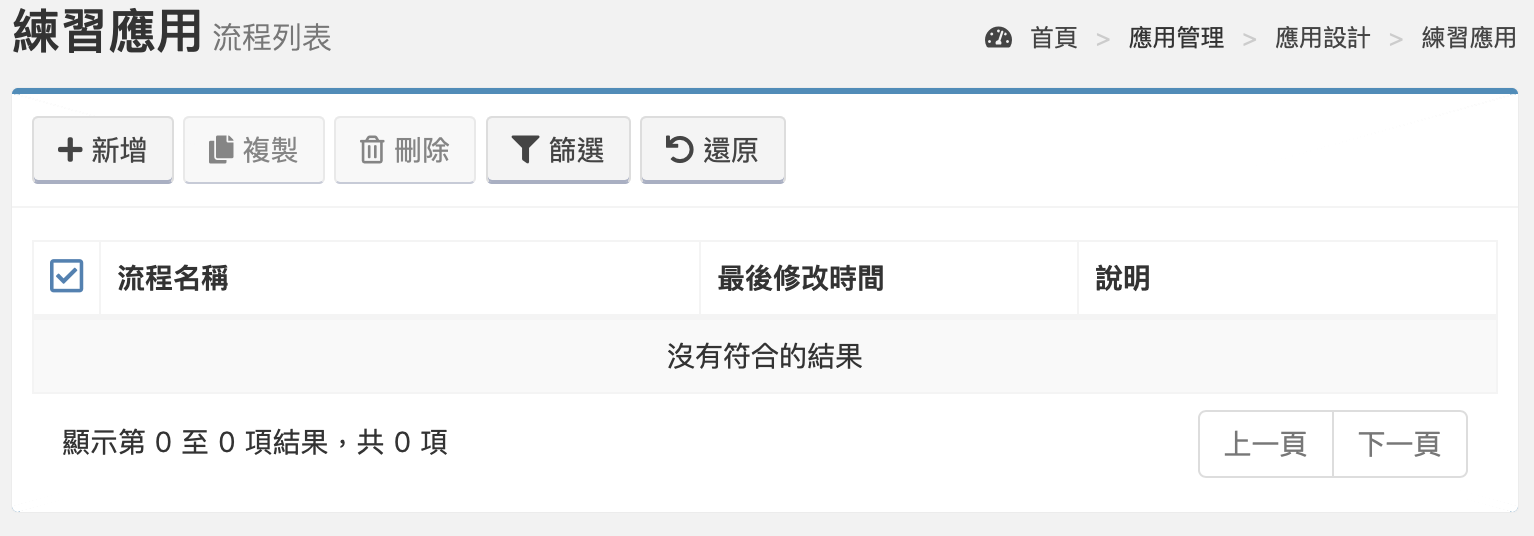 練習應用 流程列表
首頁 > 應用管理 > 應用設計 > 練習應用
新增 複製 刪除 篩選 還原
流程名稱 最後修改時間 說明
沒有符合的結果
顯示第 0 至 0 項結果，共 0 項
上一頁 下一頁